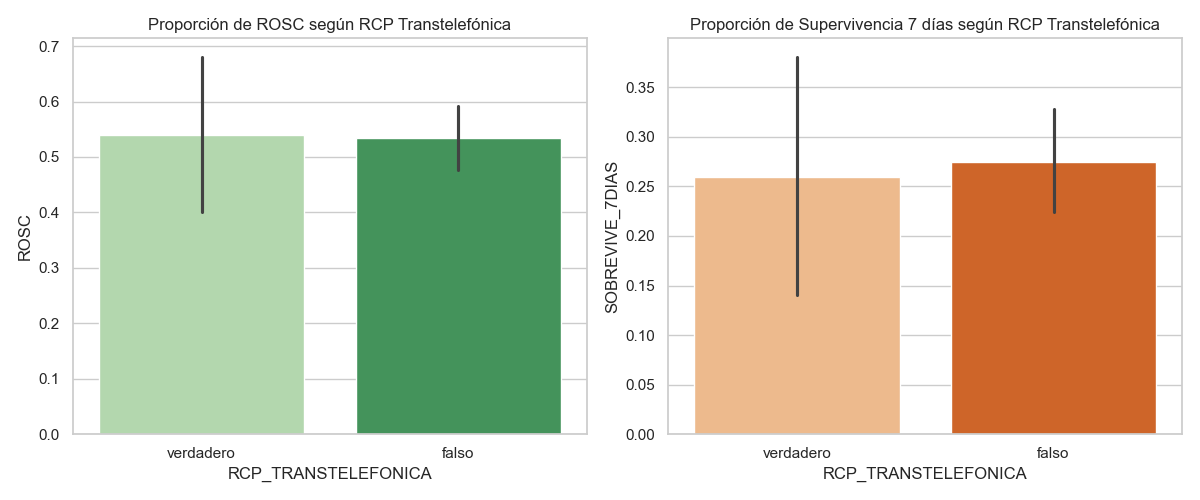 Proporción de ROSC según RCP Transtelefónica
0.7
0.6
0.5
0.4
0.3
0.2
0.1
0.0
ROSC
verdadero
falso
RCP_TRANSTELEFONICA
Proporción de Supervivencia 7 días según RCP Transtelefónica
0.35
0.30
0.25
0.20
0.15
0.10
0.05
0.00
SOBREVIVE_7DIAS
verdadero
falso
RCP_TRANSTELEFONICA